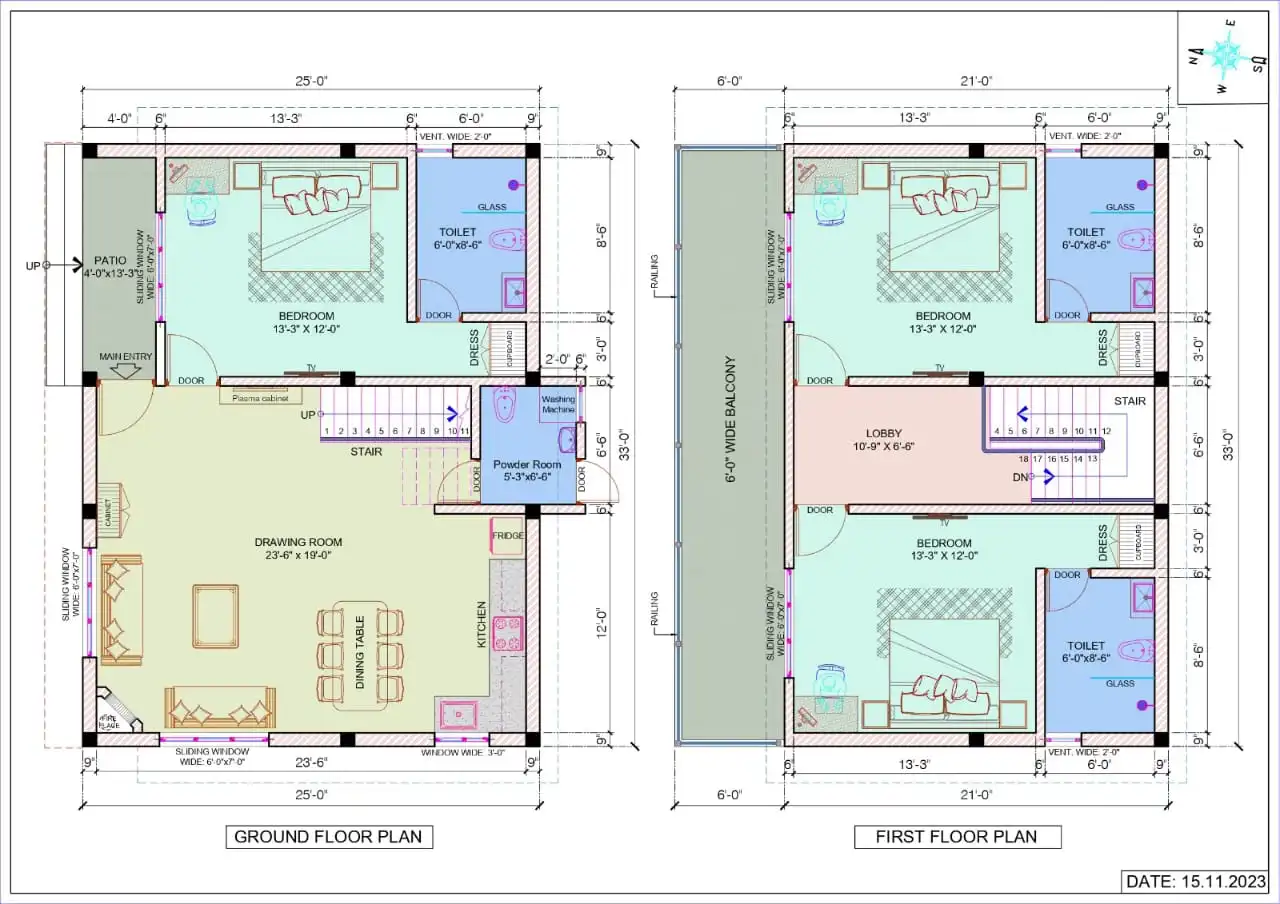 E
N
S
W
25'-0"
4'-0"
6"
13'-3"
6"
6'-0"
9"
VENT. WIDE: 2'-0"
9"
UP
PATIO
4'-0"x13'-3"
SLIDING WINDOW
WIDE: 6'-0"x7'-0"
GLASS
TOILET
6'-0"x8'-6"
8'-6"
BEDROOM
13'-3" X 12'-0"
DOOR
6"
MAIN ENTRY
DOOR
TV
DRESS
CUPBOARD
3'-0"
2'-0"
6"
6"
Plasma cabinet
UP
1 2 3 4 5 6 7 8 9 10 11
STAIR
Washing
Machine
Powder Room
5'-3"x6'-6"
DOOR
DOOR
6'-6"
33'-0"
6"
CABINET
DRAWING ROOM
23'-6" x 19'-0"
FRIDGE
SLIDING WINDOW
WIDE: 6'-0"x7'-0"
DINING TABLE
KITCHEN
12'-0"
FIRE
PLACE
SLIDING WINDOW
WIDE: 6'-0"x7'-0"
WINDOW WIDE: 3'-0"
9"
9"
23'-6"
9"
25'-0"
GROUND FLOOR PLAN
6'-0"
21'-0"
6"
13'-3"
6"
6'-0"
9"
VENT. WIDE: 2'-0"
9"
RAILING
SLIDING WINDOW
WIDE: 6'-0"x7'-0"
GLASS
TOILET
6'-0"x8'-6"
8'-6"
BEDROOM
13'-3" X 12'-0"
DOOR
6"
DOOR
TV
DRESS
CUPBOARD
3'-0"
6"
6'-0" WIDE BALCONY
LOBBY
10'-9" X 6'-6"
STAIR
4 5 6 7 8 9 10 11 12
18 17 16 15 14 13
DN
6'-6"
33'-0"
6"
DOOR
TV
BEDROOM
13'-3" X 12'-0"
DRESS
CUPBOARD
3'-0"
DOOR
6"
RAILING
SLIDING WINDOW
WIDE: 6'-0"x7'-0"
TOILET
6'-0"x8'-6"
8'-6"
GLASS
VENT. WIDE: 2'-0"
9"
6"
13'-3"
6"
6'-0"
9"
6'-0"
21'-0"
FIRST FLOOR PLAN
DATE: 15.11.2023